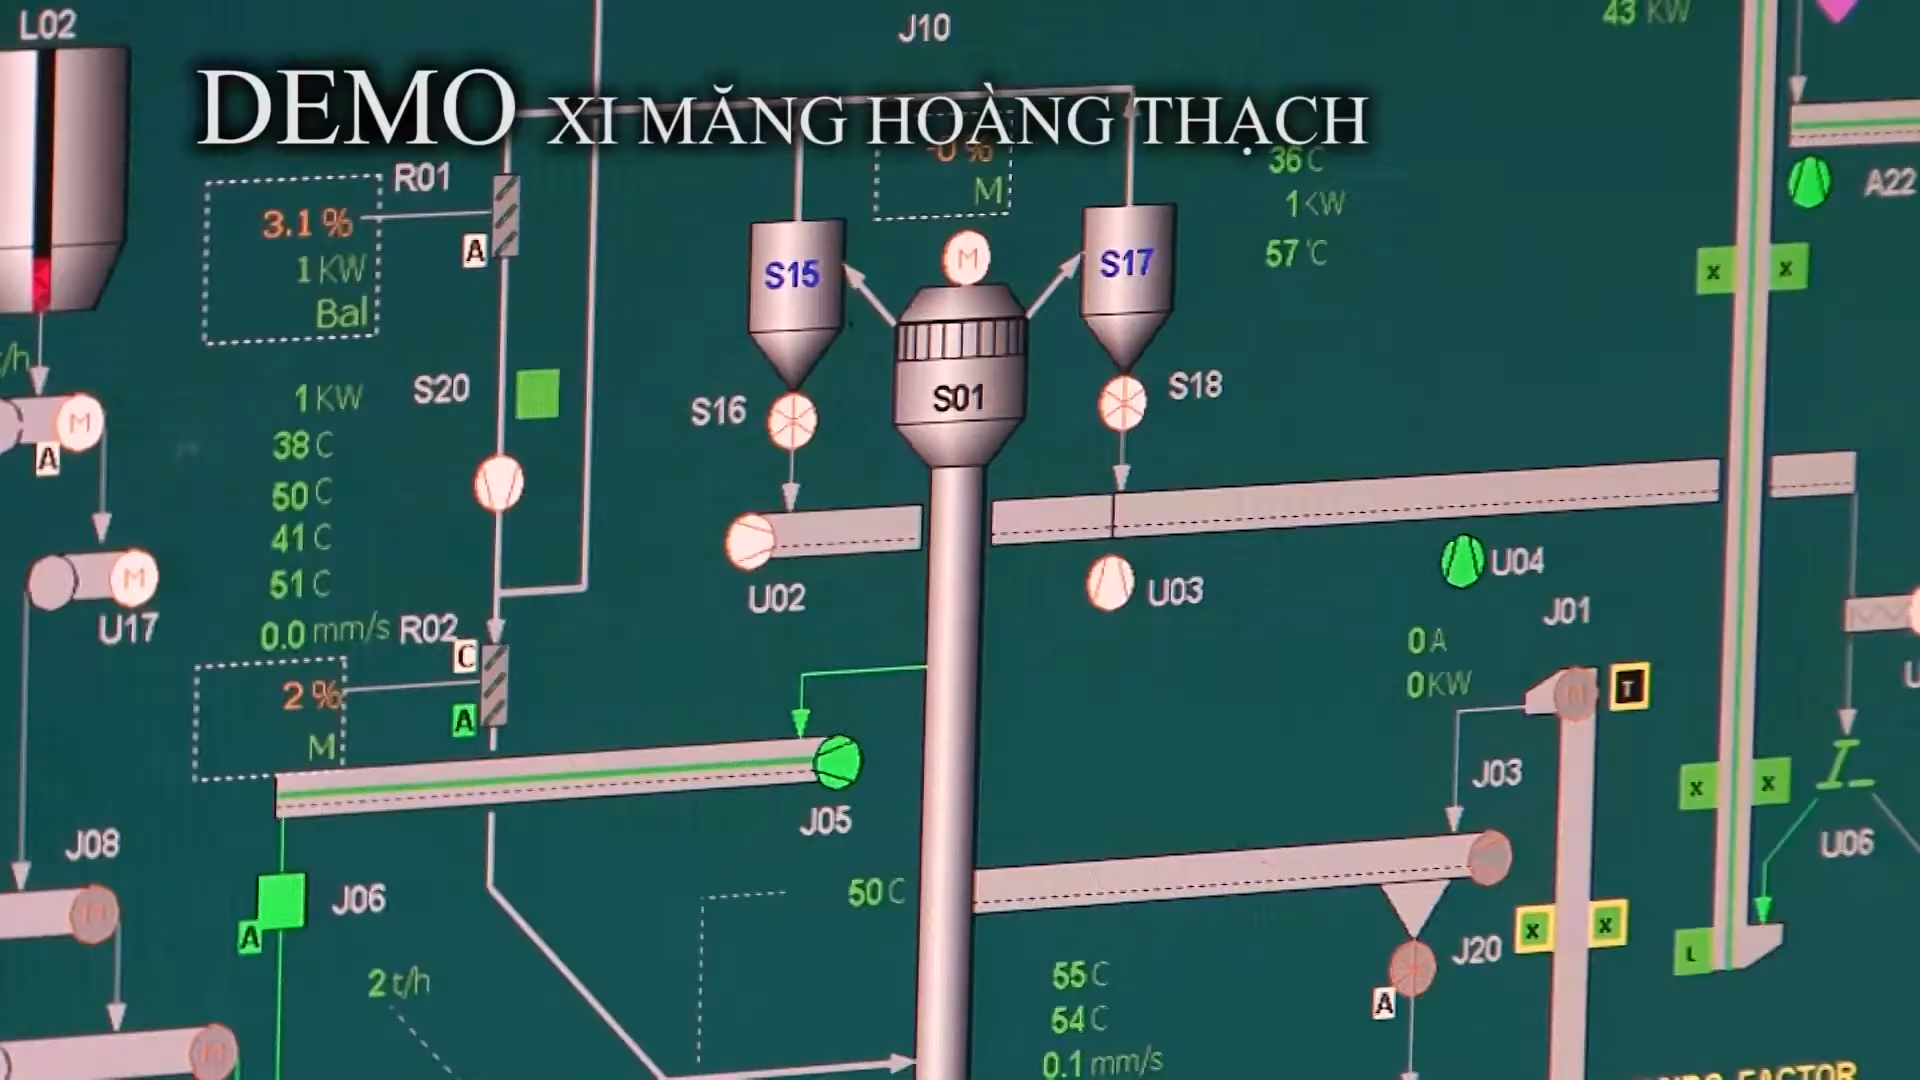 L02
J10
43 KW
DEMO XI MĂNG HOÀNG THẠCH
R01
-0 %
M
36 C
1 KW
57 °C
A22
3.1 %
1 KW
Bal
A
S15
M
S17
x
x
t/h
S20
1 KW
38 C
50 C
41 C
51 C
0.0 mm/s
S16
S01
S18
M
A
M
U17
R02
C
U02
U03
U04
J01
0 A
0 KW
M
T
2 %
M
A
J03
x
x
J05
U06
J08
M
J06
A
50 C
J20
x
x
L
2 t/h
55 C
54 C
0.1 mm/s
A
M
FACTOR